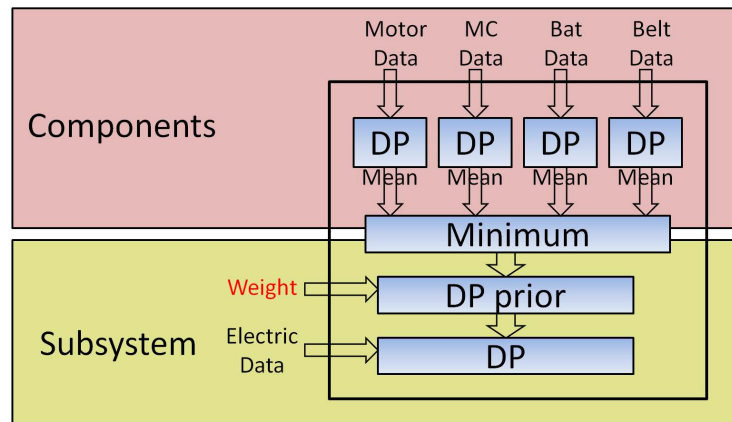 Motor MC Bat Belt
Data Data Data Data
Components
DP DP DP DP
Mean Mean Mean Mean
Minimum
Weight
DP prior
Subsystem
Electric
Data
DP